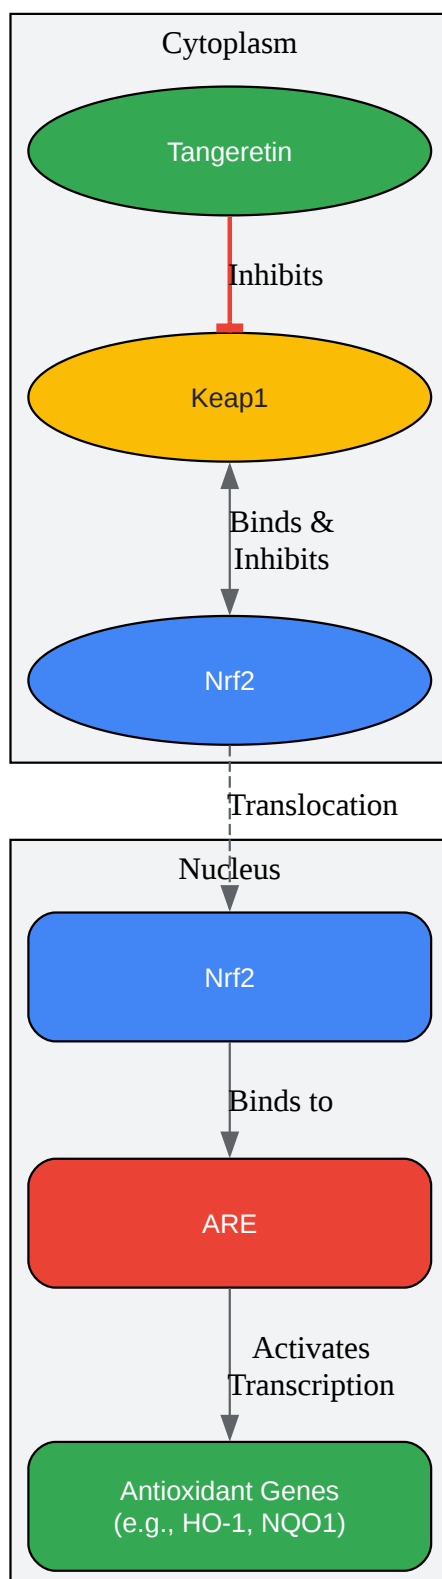 Cytoplasm
Tangeretin
Inhibits
Keap1
Binds &
Inhibits
Nrf2
Translocation
Nucleus
Nrf2
Binds to
ARE
Activates
Transcription
Antioxidant Genes
(e.g., HO-1, NQO1)